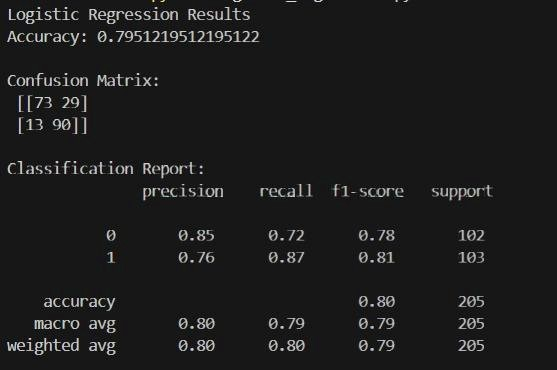 Logistic Regression Results
Accuracy: 0.7951219512195122
Confusion Matrix:
[[73 29]
[13 90]]
Classification Report:
precision recall f1-score support
0 0.85 0.72 0.78 102
1 0.76 0.87 0.81 103
accuracy 0.80 205
macro avg 0.80 0.79 0.79 205
weighted avg 0.80 0.80 0.79 205